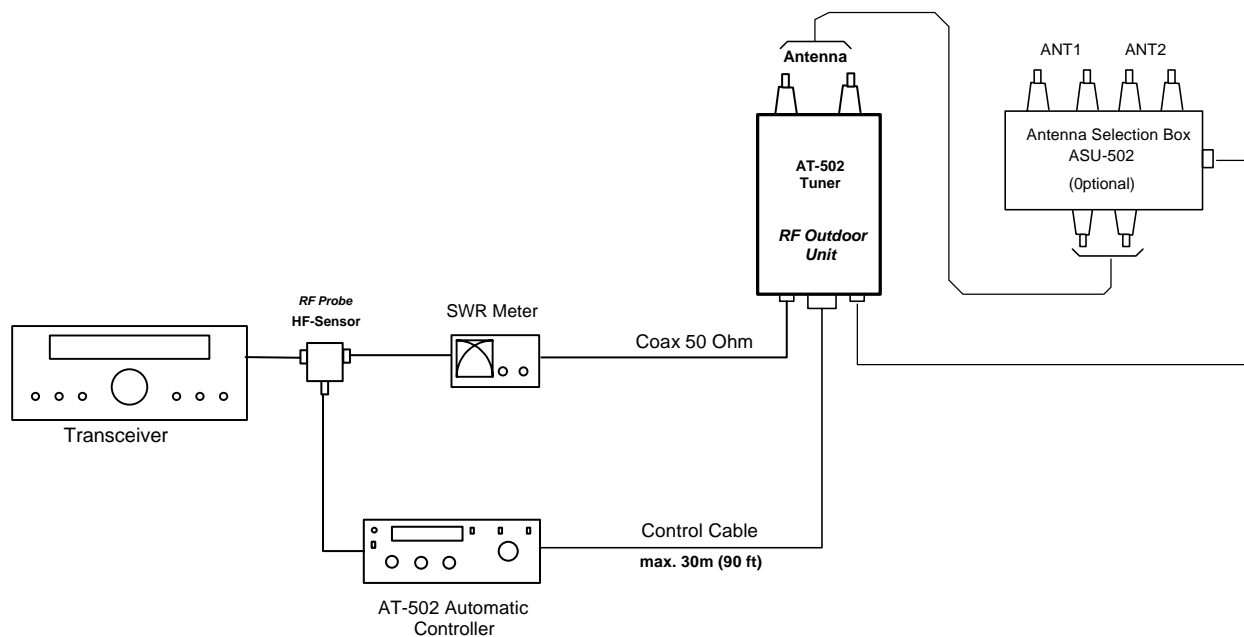 Antenna
ANT1
ANT2
Antenna Selection Box
ASU-502
(0ptional)
AT-502
Tuner
RF Outdoor
Unit
RF Probe
HF-Sensor
SWR Meter
Coax 50 Ohm
Transceiver
Control Cable
max. 30m (90 ft)
AT-502 Automatic
Controller